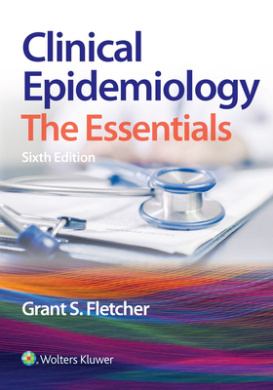 Clinical
Epidemiology
The Essentials
Sixth Edition
Grant S. Fletcher
Wolters Kluwer